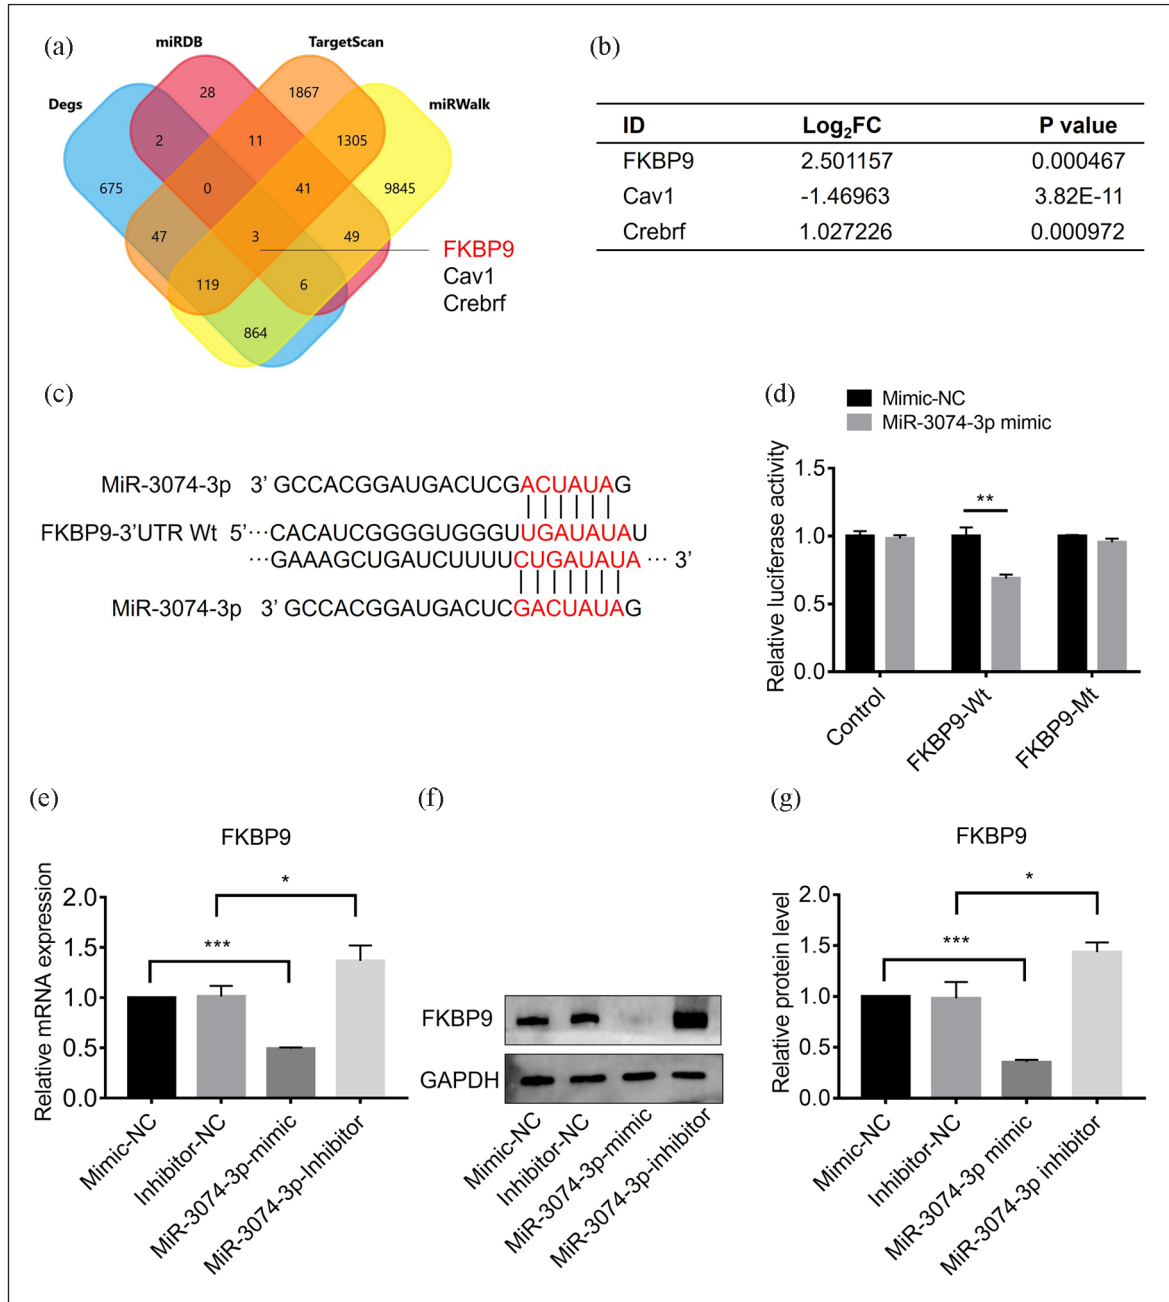 (a)
miRDB
TargetScan
Degs
miRWalk
28
1867
2
11
1305
675
0
41
9845
47
3
49
119
6
864
FKBP9
Cav1
Crebrf
(b)
ID Log₂FC P value
FKBP9 2.501157 0.000467
Cav1 -1.46963 3.82E-11
Crebrf 1.027226 0.000972
(c)
MiR-3074-3p 3’ GCCACGGAUGACUCGACUAUAG
FKBP9-3’UTR Wt 5’···CACAUCGGGGUGGGUUGAUAUAU
···GAAAGCUGAUCUUUUCUGAUAUA ··· 3’
MiR-3074-3p 3’ GCCACGGAUGACUCGACUAUAG
(d)
Mimic-NC
MiR-3074-3p mimic
Relative luciferase activity
1.5
1.0
0.5
0.0
**
Control
FKBP9-Wt
FKBP9-Mt
(e)
FKBP9
Relative mRNA expression
2.0
1.5
1.0
0.5
0.0
*
***
Mimic-NC
Inhibitor-NC
MiR-3074-3p-mimic
MiR-3074-3p-Inhibitor
(f)
FKBP9
GAPDH
Mimic-NC
Inhibitor-NC
MiR-3074-3p-mimic
MiR-3074-3p-inhibitor
(g)
FKBP9
Relative protein level
2.0
1.5
1.0
0.5
0.0
*
***
Mimic-NC
Inhibitor-NC
MiR-3074-3p mimic
MiR-3074-3p inhibitor